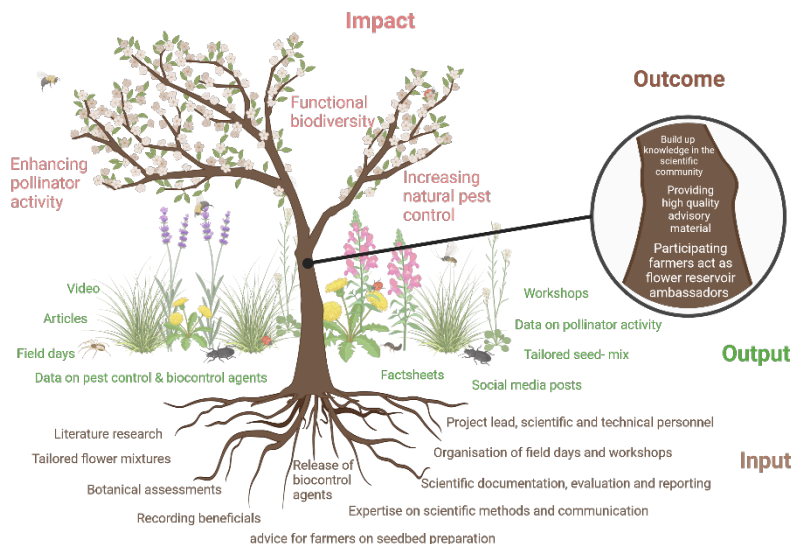 Impact
Outcome
Functional
biodiversity
Enhancing
pollinator
activity
Increasing
natural pest
control
Build up
knowledge in the
scientific
community
Providing
high quality
advisory
material
Participating
farmers act as
flower reservoir
ambassadors
Video
Articles
Field days
Data on pest control & biocontrol agents
Factsheets
Workshops
Data on pollinator activity
Tailored seed- mix
Social media posts
Output
Literature research
Tailored flower mixtures
Botanical assessments
Recording beneficials
Release of
biocontrol
agents
advice for farmers on seedbed preparation
Project lead, scientific and technical personnel
Organisation of field days and workshops
Scientific documentation, evaluation and reporting
Expertise on scientific methods and communication
Input